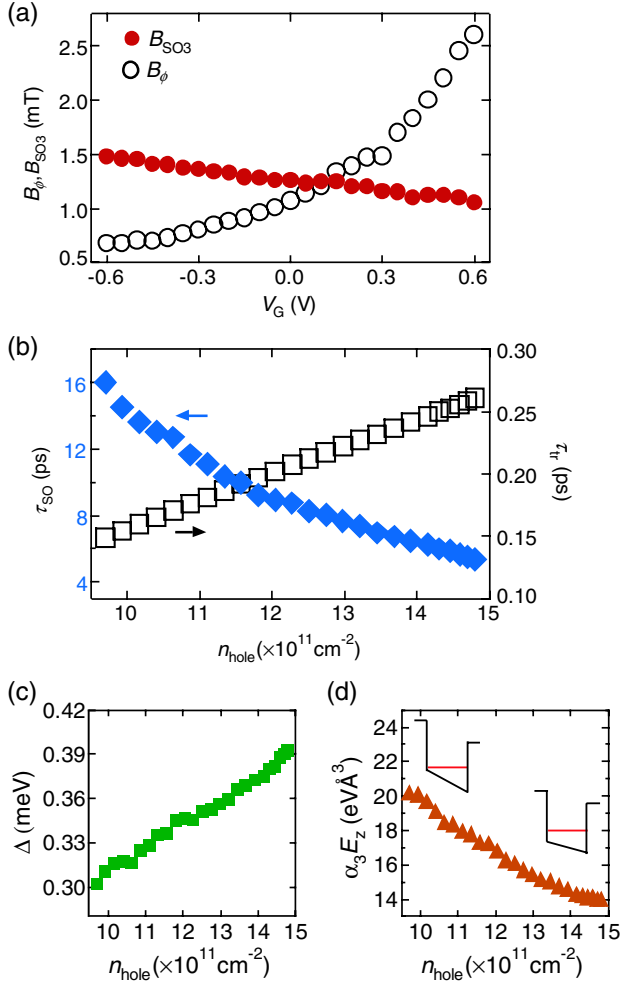 (a)
B_ϕ, B_SO3 (mT)
2.5
2.0
1.5
1.0
0.5
B_SO3
B_ϕ
-0.6 -0.3 0.0 0.3 0.6
V_G (V)
(b)
τ_SO (ps)
16
12
8
4
0.30
0.25
0.20
0.15
0.10
τ_tr (ps)
10 11 12 13 14 15
n_hole (×10^11 cm^-2)
(c)
Δ (meV)
0.42
0.39
0.36
0.33
0.30
10 11 12 13 14 15
n_hole (×10^11 cm^-2)
(d)
α_3E_z (eVÅ^3)
24
22
20
18
16
14
10 11 12 13 14 15
n_hole (×10^11 cm^-2)